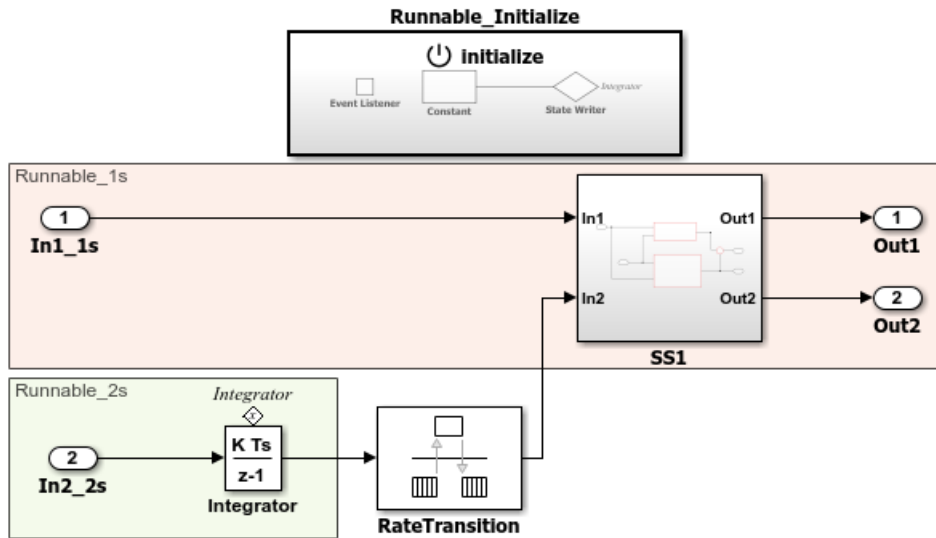 Runnable_Initialize
initialize
Event Listener
Constant
State Writer
Integrator
Runnable_1s
1
In1_1s
In1
Out1
1
Out1
In2
Out2
2
Out2
SS1
Runnable_2s
Integrator
x
2
In2_2s
K Ts
z-1
Integrator
RateTransition